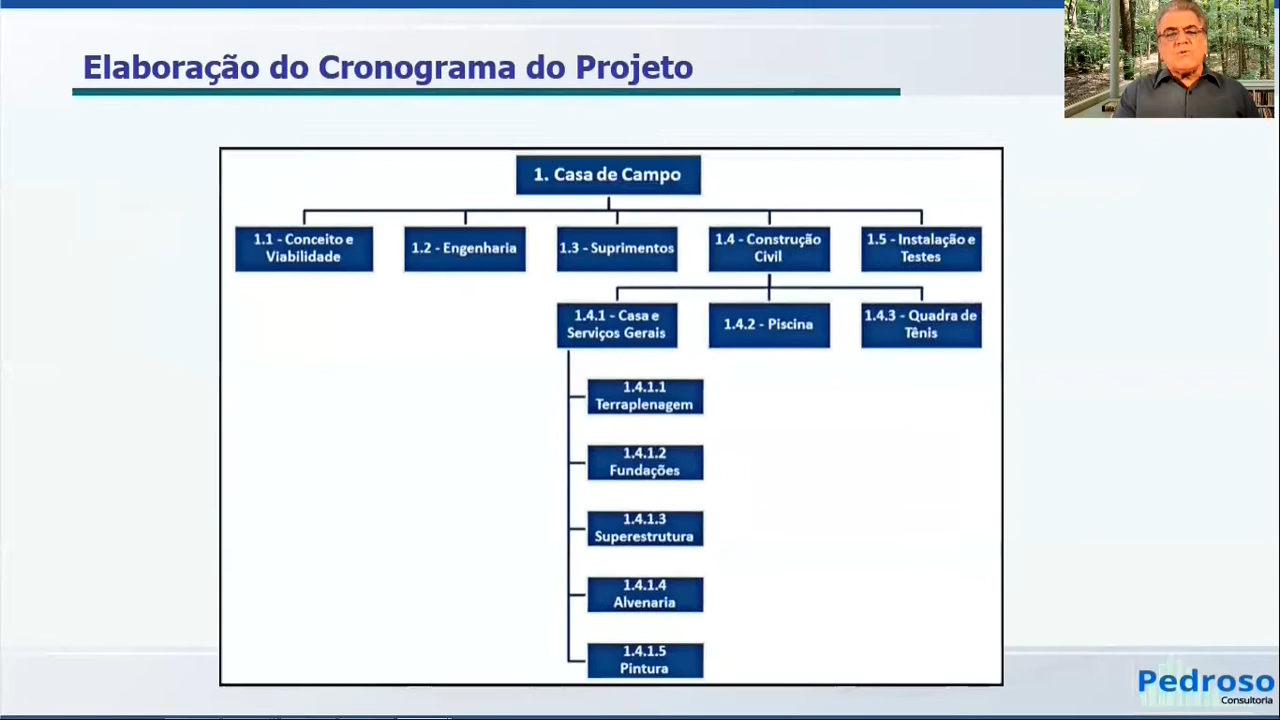 Elaboração do Cronograma do Projeto
1. Casa de Campo
1.1 - Conceito e
Viabilidade
1.2 - Engenharia
1.3 - Suprimentos
1.4 - Construção
Civil
1.5 - Instalação e
Testes
1.4.1 - Casa e
Serviços Gerais
1.4.2 - Piscina
1.4.3 - Quadra de
Tênis
1.4.1.1
Terraplenagem
1.4.1.2
Fundações
1.4.1.3
Superestrutura
1.4.1.4
Alvenaria
1.4.1.5
Pintura
Pedroso
Consultoria